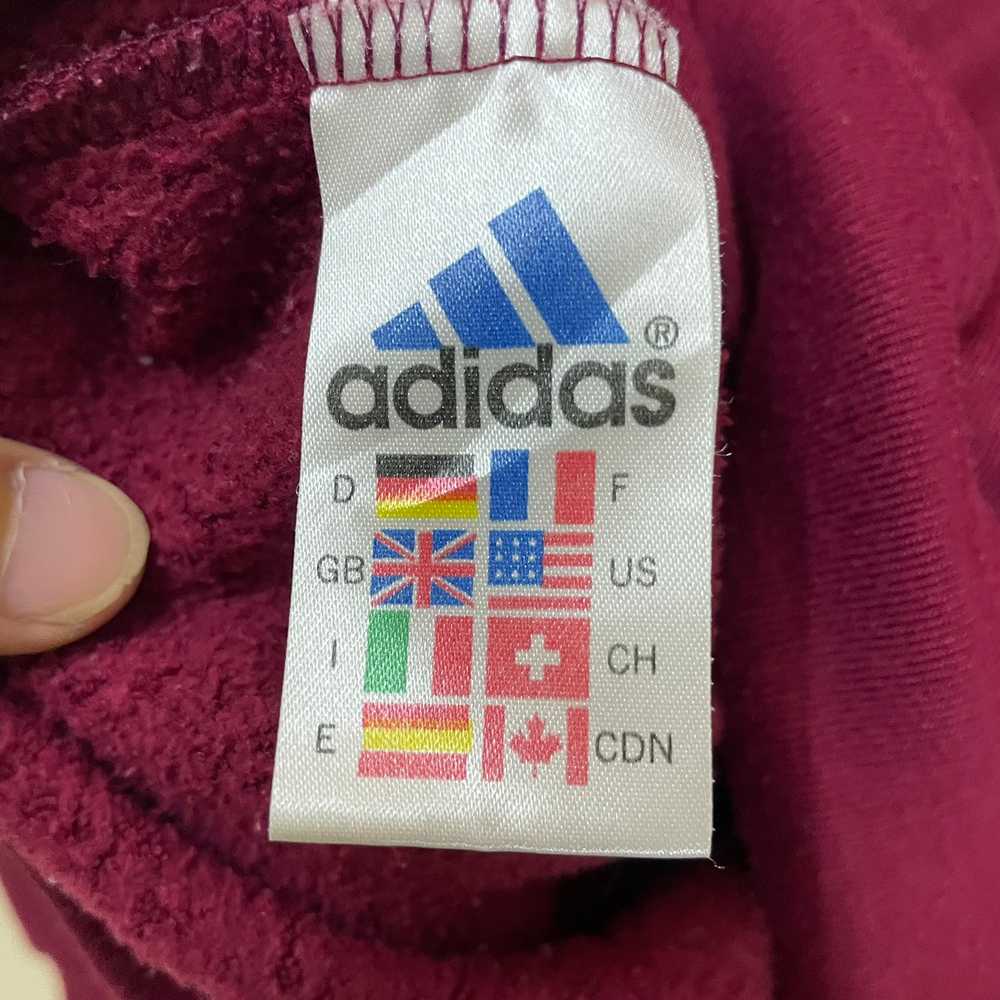 adidas®
D F
GB US
I CH
E CDN